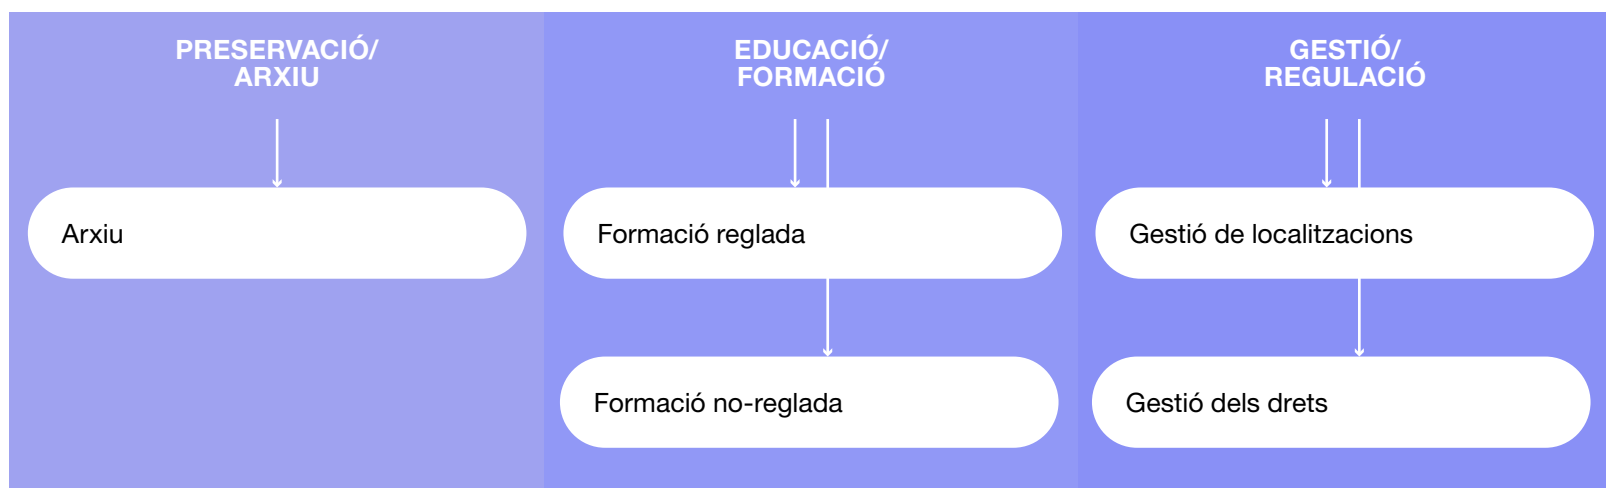 PRESERVACIÓ/
ARXIU
Arxiu
EDUCACIÓ/
FORMACIÓ
Formació reglada
Formació no-reglada
GESTIÓ/
REGULACIÓ
Gestió de localitzacions
Gestió dels drets